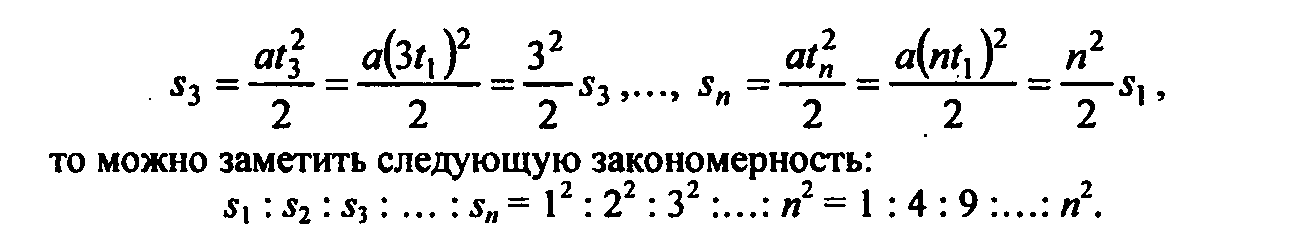 s₃ = at₃²/2 = a(3t₁)²/2 = 3²/2 s₃ ,..., sₙ = atₙ²/2 = a(nt₁)²/2 = n²/2 s₁ ,
то можно заметить следующую закономерность:
s₁ : s₂ : s₃ : ... : sₙ = 1² : 2² : 3² :...: n² = 1 : 4 : 9 :...: n².